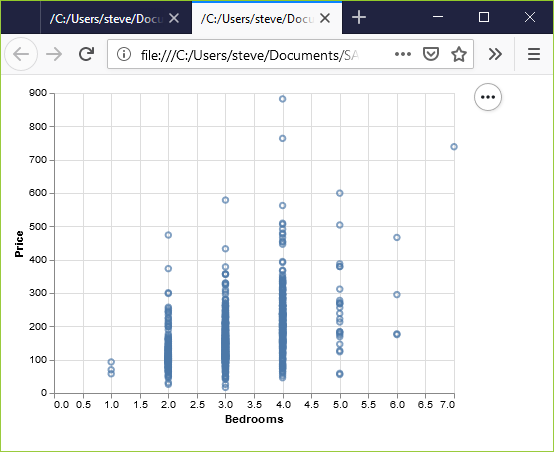 /C:/Users/steve/Docu
/C:/Users/steve/Docu
file:///C:/Users/steve/Documents/SA
900
800
700
600
500
400
300
200
100
0
Price
0.0 0.5 1.0 1.5 2.0 2.5 3.0 3.5 4.0 4.5 5.0 5.5 6.0 6.5 7.0
Bedrooms